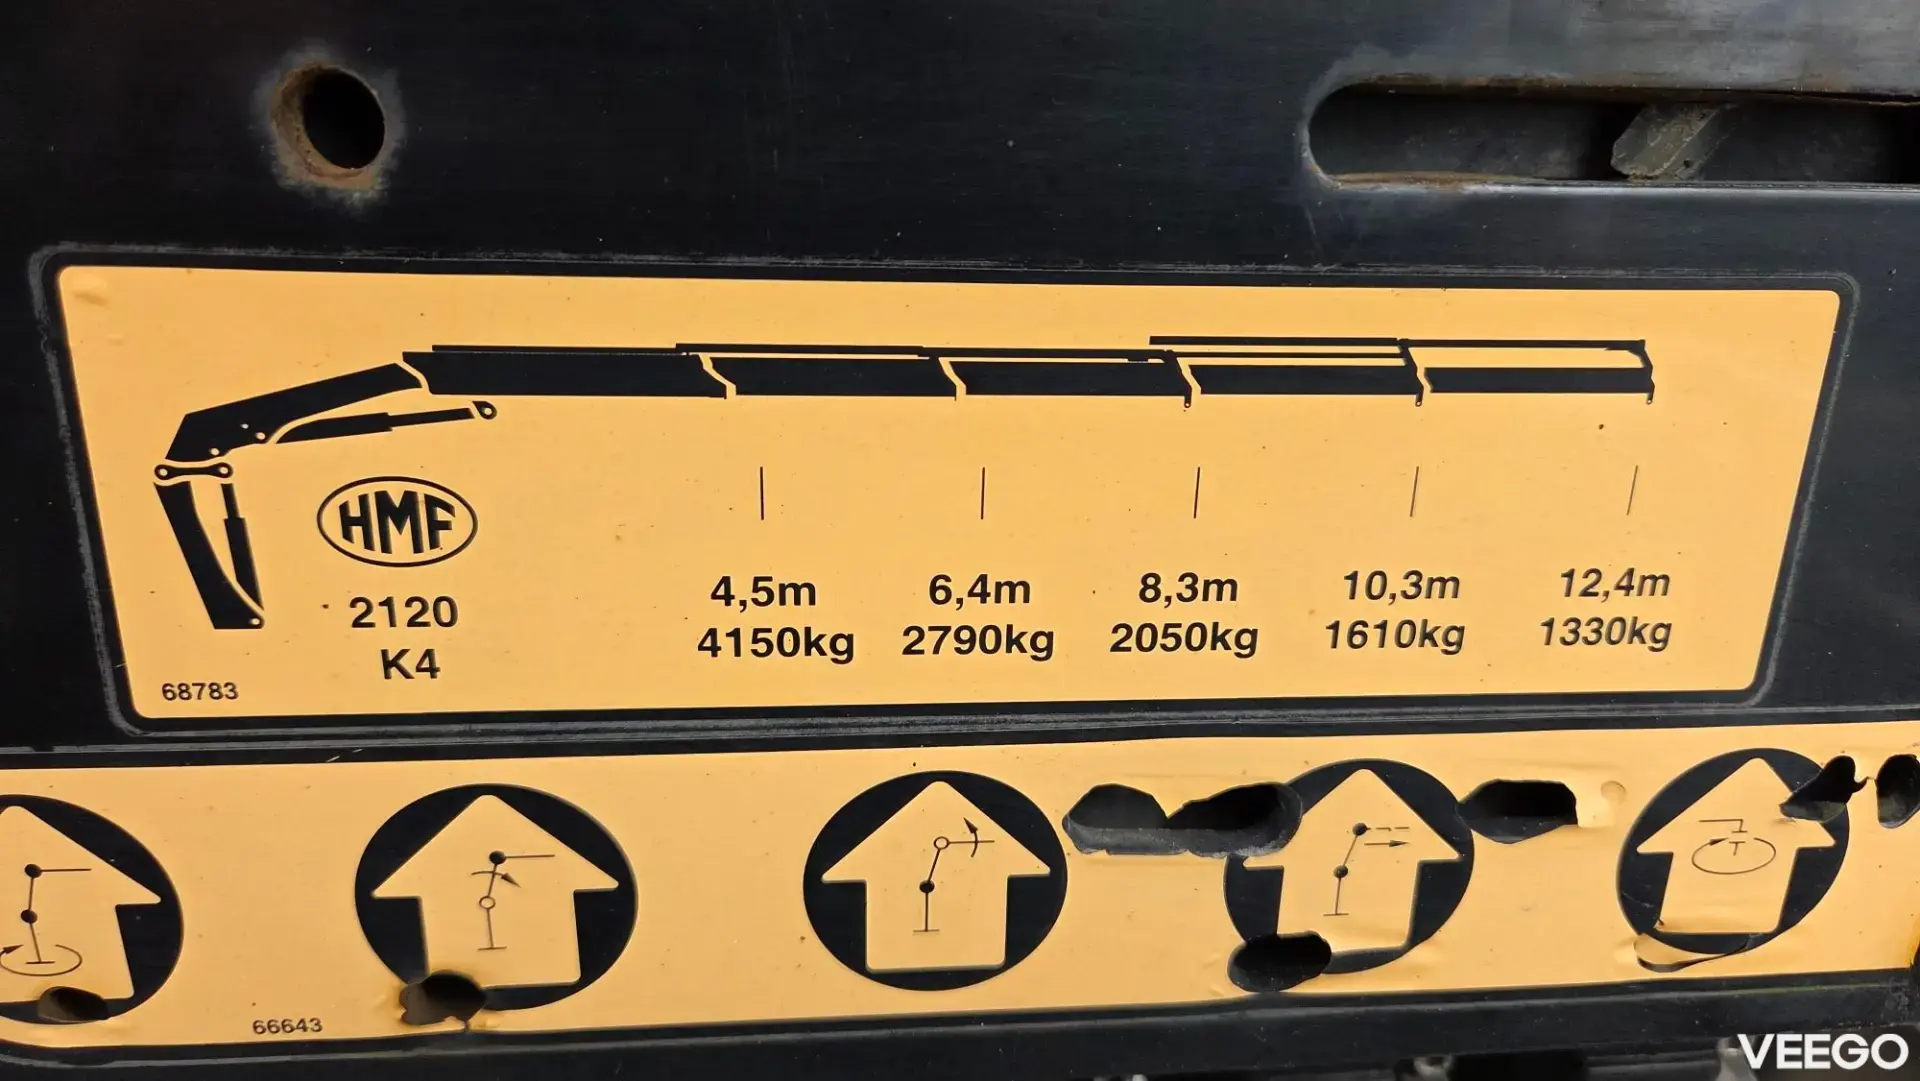 HMF
2120
K4
68783
4,5m 6,4m 8,3m 10,3m 12,4m
4150kg 2790kg 2050kg 1610kg 1330kg
66643
VEEGO